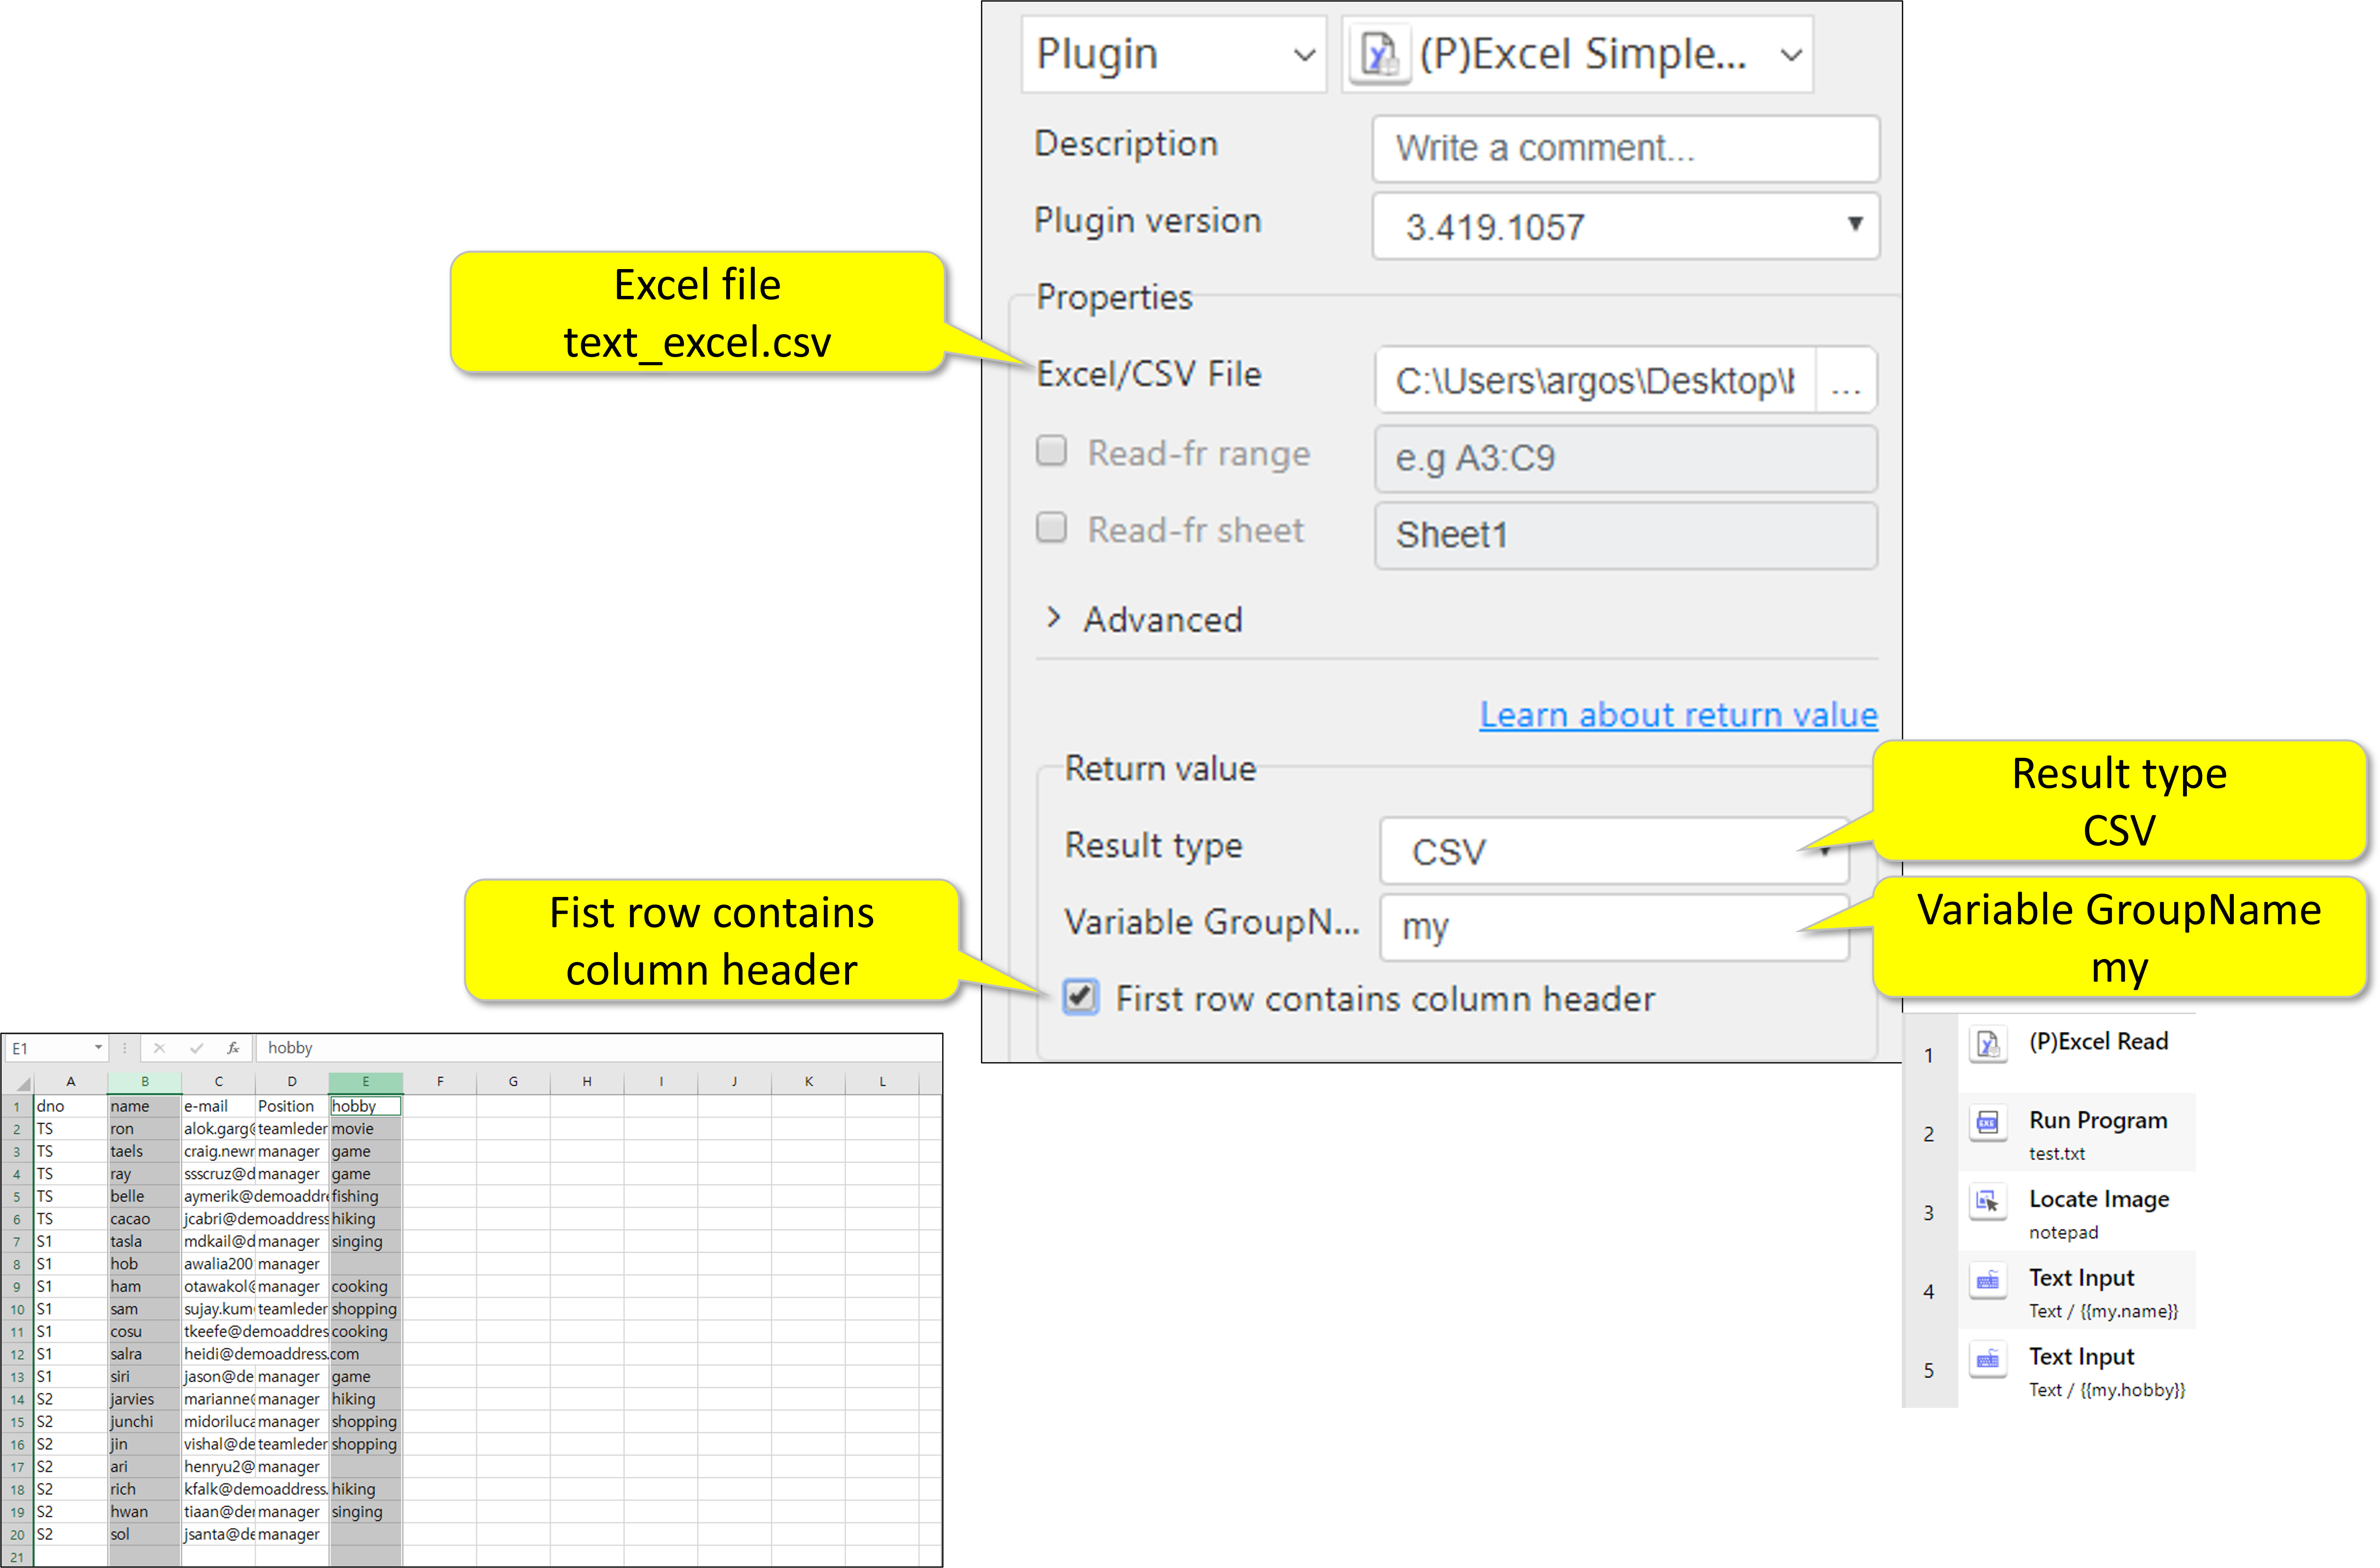 Plugin
(P)Excel Simple...
Description
Write a comment...
Plugin version
3.419.1057
Excel file
text_excel.csv
Properties
Excel/CSV File
C:\Users\argos\Desktop\
...
Read-fr range
e.g A3:C9
Read-fr sheet
Sheet1
Advanced
Learn about return value
Return value
Result type
CSV
Result type
CSV
Variable GroupN...
my
Variable GroupName
my
Fist row contains
column header
First row contains column header
E1
fx
hobby
A B C D E F G H I J K L
1 dno name e-mail Position hobby
2 TS ron alok.garg@ teamleder movie
3 TS taels craig.newr manager game
4 TS ray ssscruz@d manager game
5 TS belle aymerik@demoaddre fishing
6 TS cacao jcabri@demoaddress hiking
7 S1 tasla mdkail@d manager singing
8 S1 hob awalia200 manager
9 S1 ham otawakol@ manager cooking
10 S1 sam sujay.kum teamleder shopping
11 S1 cosu tkeefe@demoaddres cooking
12 S1 salra heidi@demoaddress.com
13 S1 siri jason@de manager game
14 S2 jarvies marianne@ manager hiking
15 S2 junchi midoriluca manager shopping
16 S2 jin vishal@de teamleder shopping
17 S2 ari henryu2@ manager
18 S2 rich kfalk@demoaddress. hiking
19 S2 hwan tiaan@de manager singing
20 S2 sol jsanta@de manager
21
1 (P)Excel Read
2 Run Program
test.txt
3 Locate Image
notepad
4 Text Input
Text / {{my.name}}
5 Text Input
Text / {{my.hobby}}